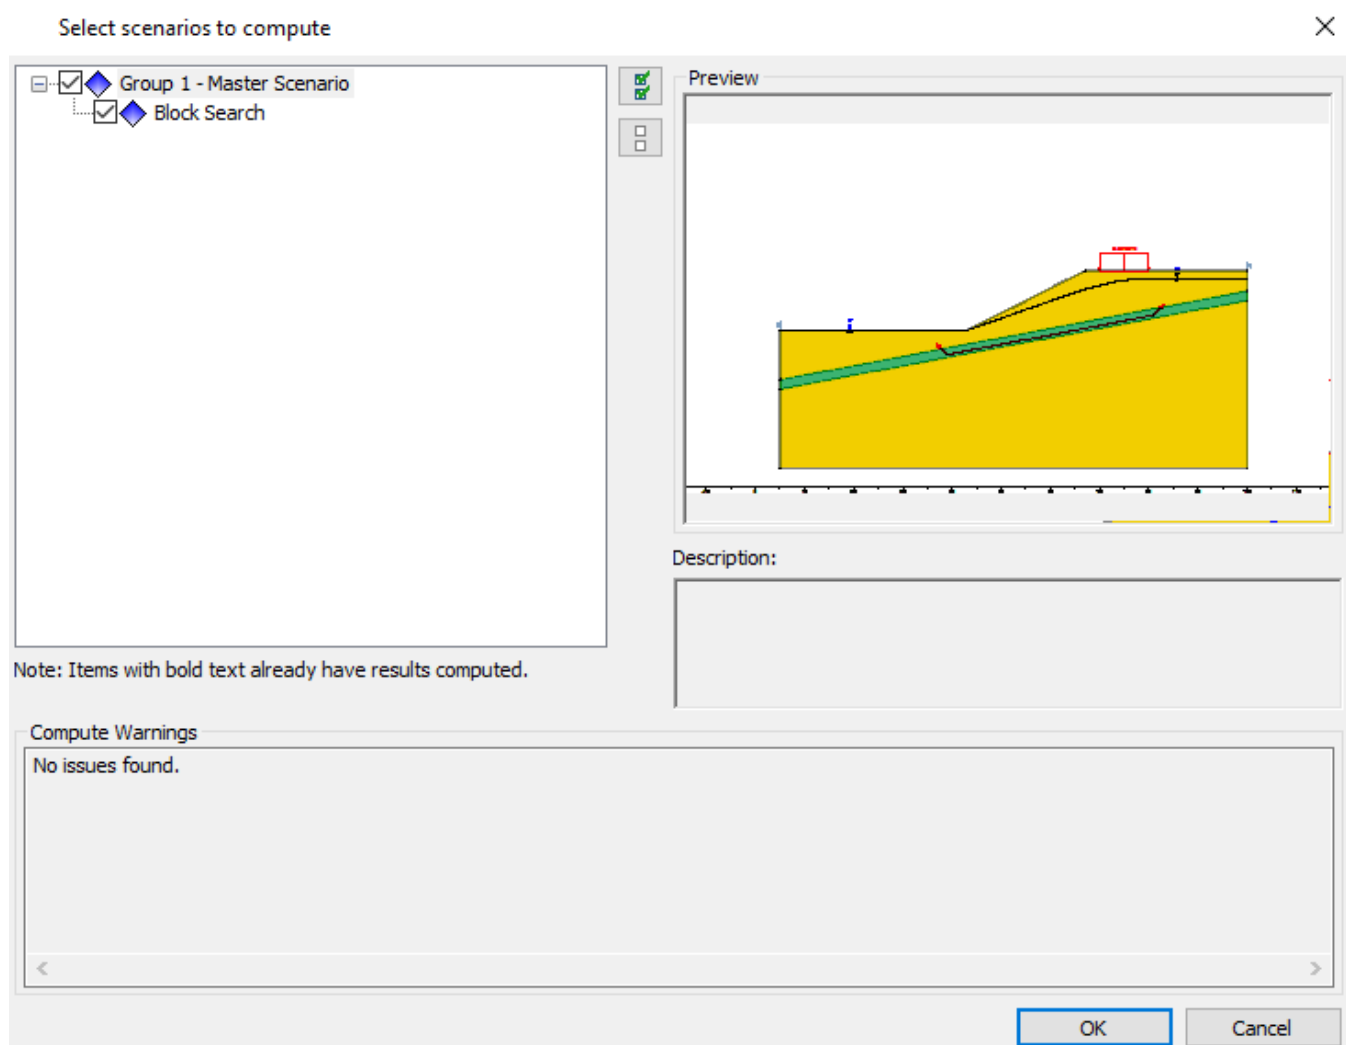 Select scenarios to compute
Group 1 - Master Scenario
Block Search
Preview
Description:
Note: Items with bold text already have results computed.
Compute Warnings
No issues found.
OK
Cancel